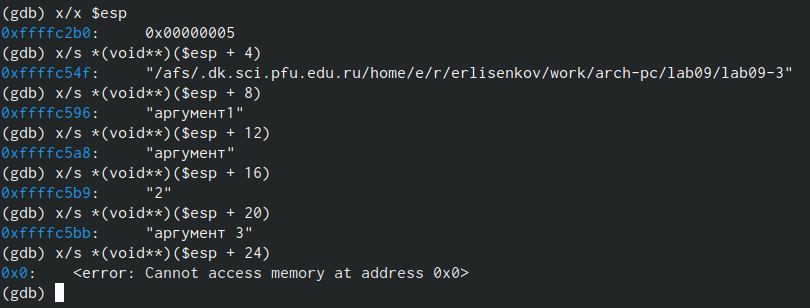 (gdb) x/x $esp
0xffffc2b0:     0x00000005
(gdb) x/s *(void**)($esp + 4)
0xffffc54f:     "/afs/.dk.sci.pfu.edu.ru/home/e/r/erlisenkov/work/arch-pc/lab09/lab09-3"
(gdb) x/s *(void**)($esp + 8)
0xffffc596:     "аргумент1"
(gdb) x/s *(void**)($esp + 12)
0xffffc5a8:     "аргумент"
(gdb) x/s *(void**)($esp + 16)
0xffffc5b9:     "2"
(gdb) x/s *(void**)($esp + 20)
0xffffc5bb:     "аргумент 3"
(gdb) x/s *(void**)($esp + 24)
0x0:    <error: Cannot access memory at address 0x0>
(gdb)